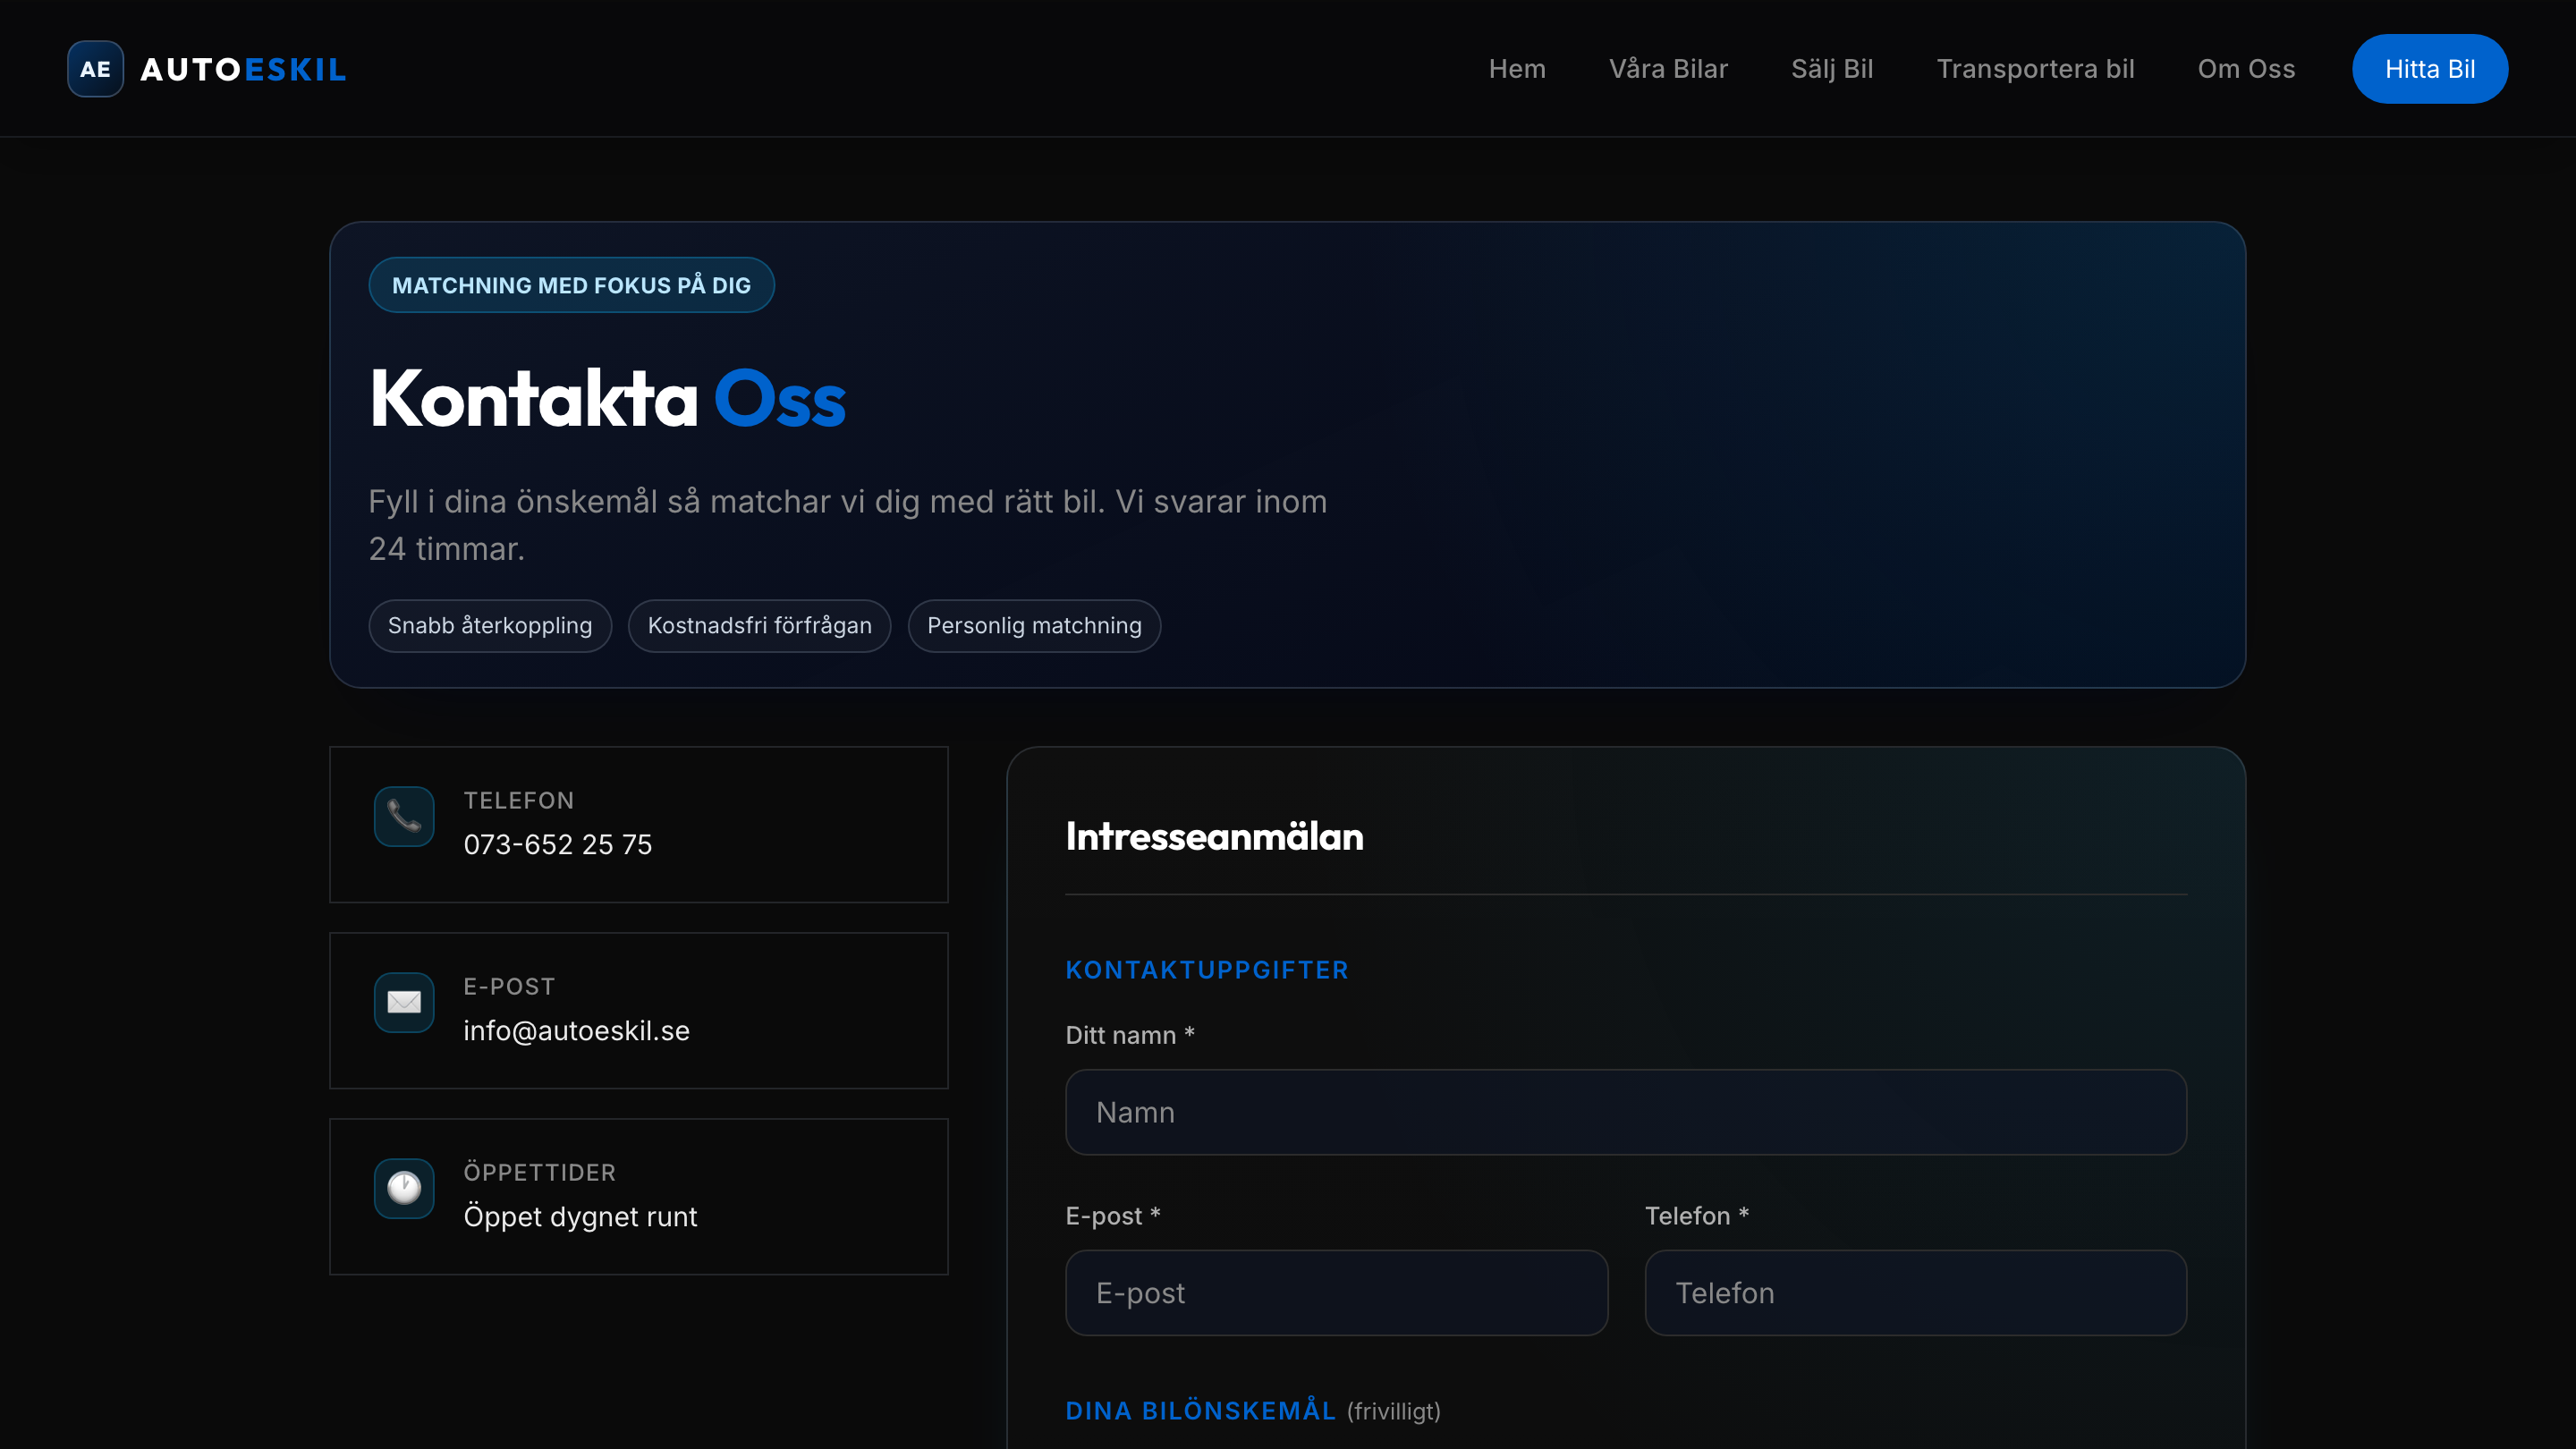 AE AUTOESKIL
Hem Våra Bilar Sälj Bil Transportera bil Om Oss Hitta Bil
MATCHNING MED FOKUS PÅ DIG
Kontakta Oss
Fyll i dina önskemål så matchar vi dig med rätt bil. Vi svarar inom
24 timmar.
Snabb återkoppling Kostnadsfri förfrågan Personlig matchning
TELEFON
073-652 25 75
E-POST
info@autoeskil.se
ÖPPETTIDER
Öppet dygnet runt
Intresseanmälan
KONTAKTUPPGIFTER
Ditt namn *
Namn
E-post * Telefon *
E-post Telefon
DINA BILÖNSKEMÅL (frivilligt)